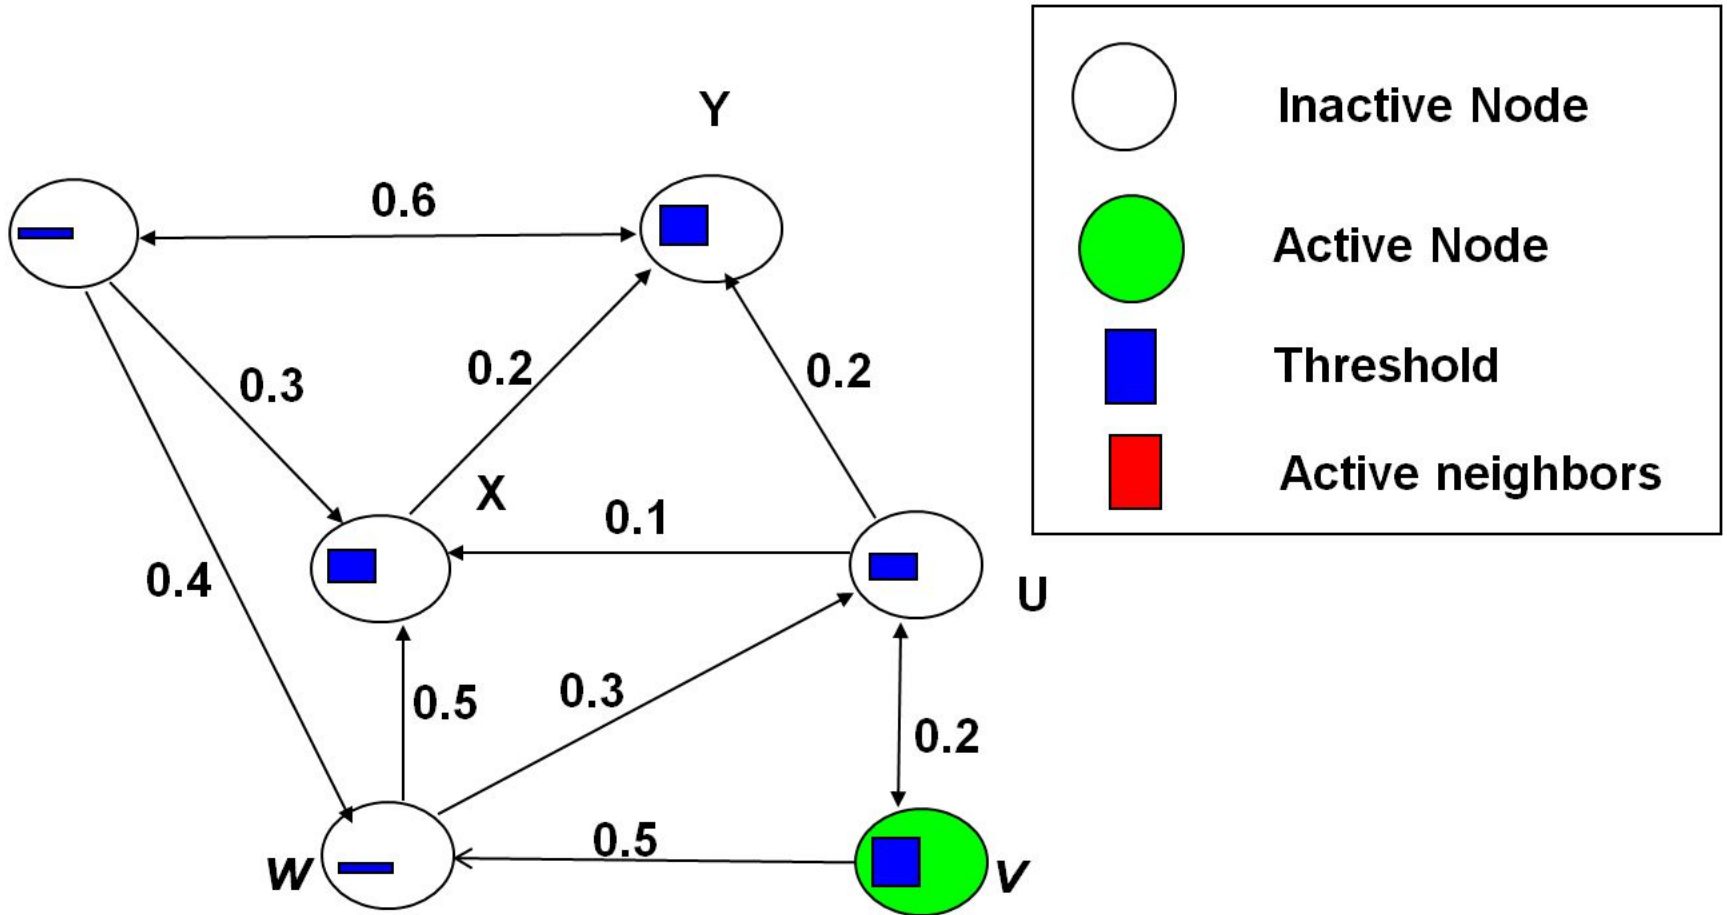 Y
0.6
0.3
0.2
0.2
X
0.1
0.4
U
0.5
0.3
0.2
0.5
W
V
Inactive Node
Active Node
Threshold
Active neighbors